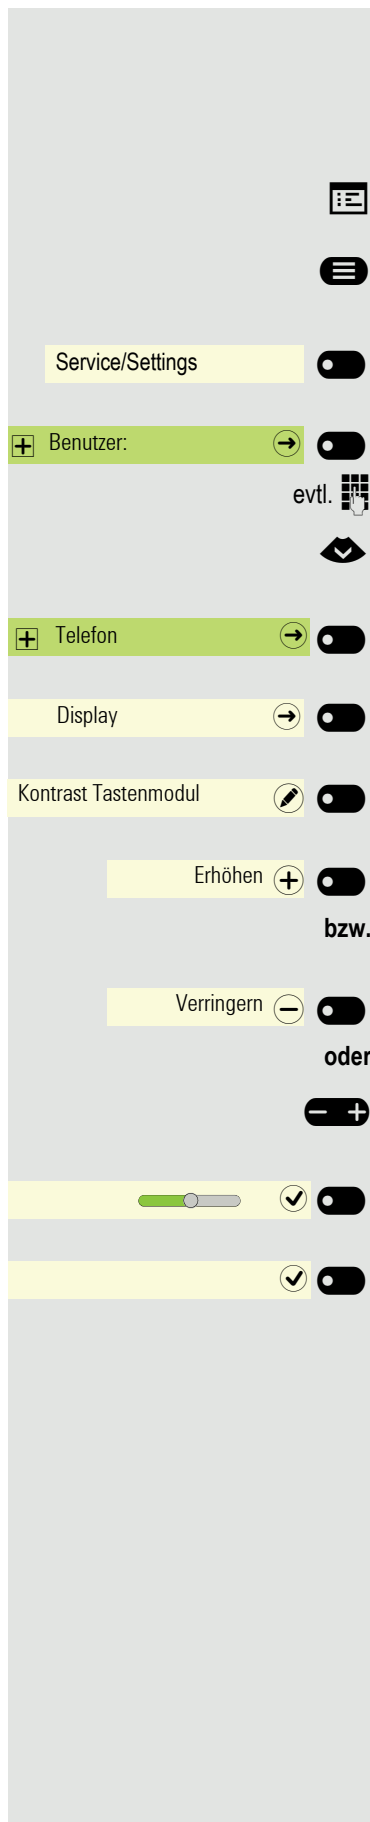 Service/Settings
Benutzer:
evtl.
Telefon
Display
Kontrast Tastenmodul
Erhöhen
bzw.
Verringern
oder